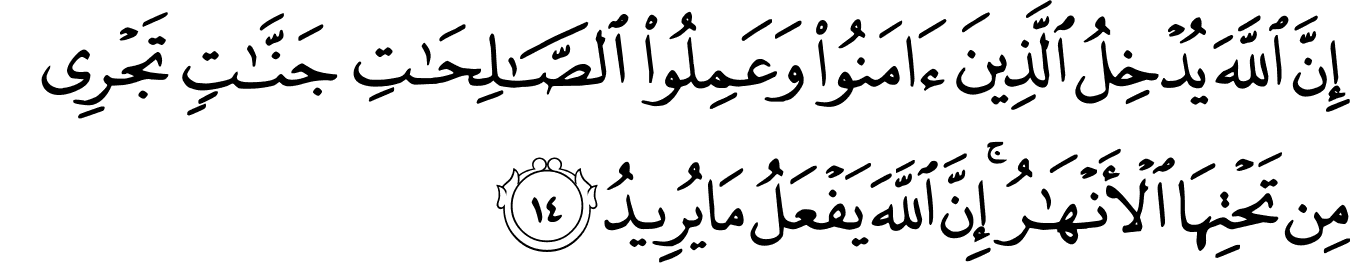 إِنَّ ٱللَّهَ يُدْخِلُ ٱلَّذِينَ ءَامَنُوا۟ وَعَمِلُوا۟ ٱلصَّـٰلِحَـٰتِ جَنَّـٰتٍ تَجْرِى
مِن تَحْتِهَا ٱلْأَنْهَـٰرُ ۚ إِنَّ ٱللَّهَ يَفْعَلُ مَا يُرِيدُ ١٤